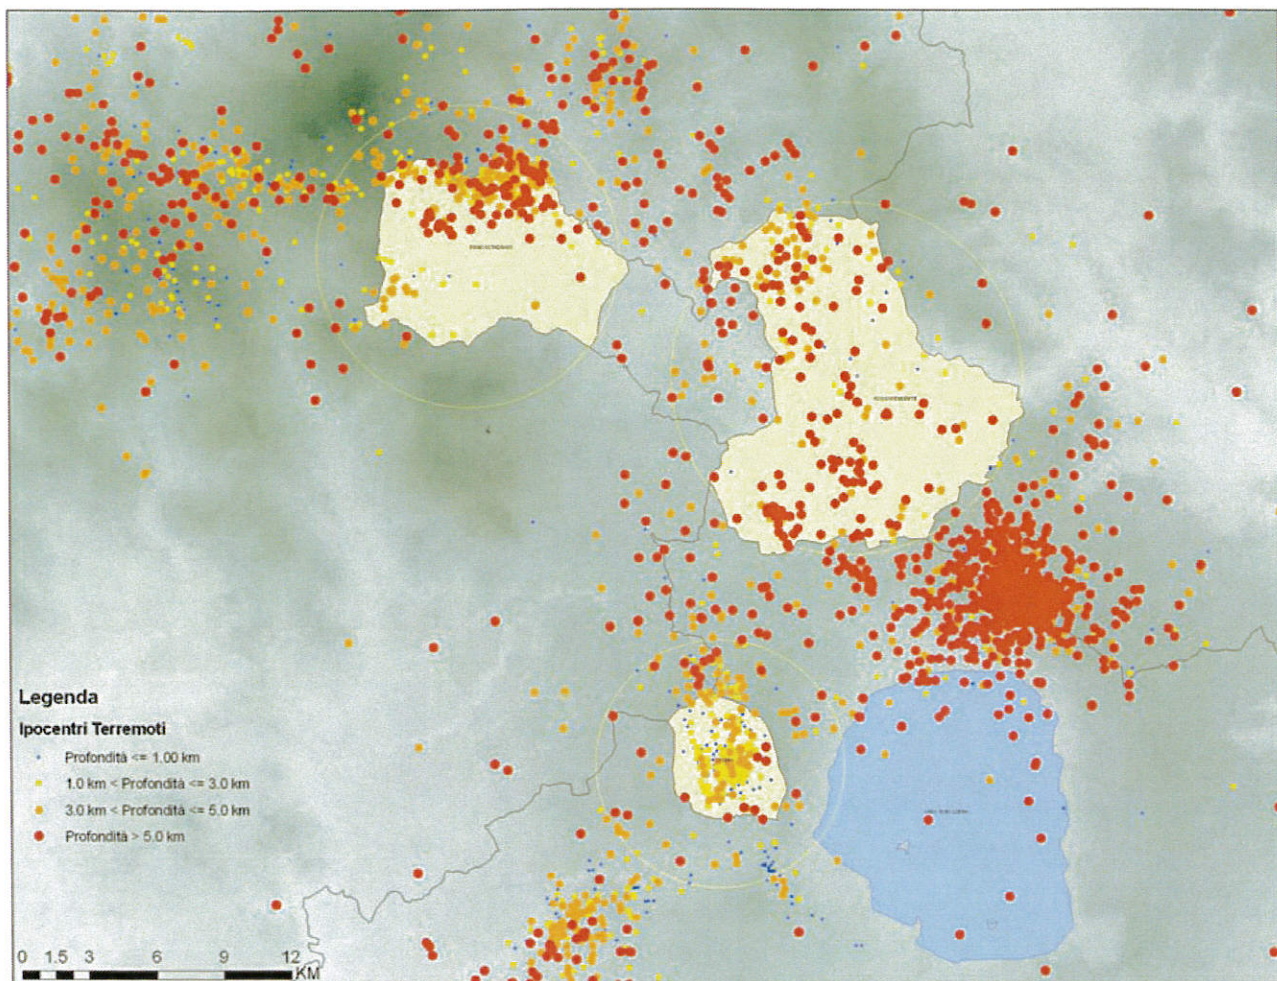 Legenda
Ipocentri Terremoti
Profondità <= 1.00 km
1.0 km < Profondità <= 3.0 km
3.0 km < Profondità <= 5.0 km
Profondità > 5.0 km
0 1.5 3 6 9 12
KM